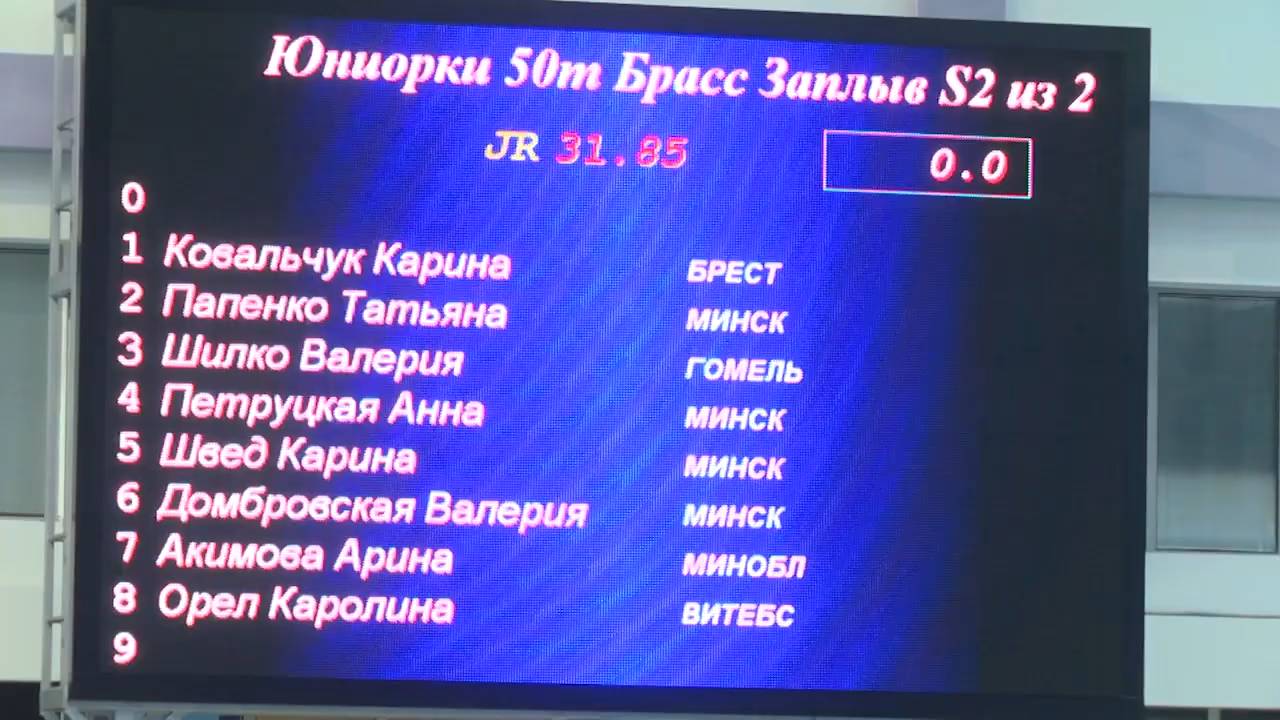 Юниорки 50m Брасс Заплыв S2 из 2
JR 31.85 0.0
0
1 Ковальчук Карина БРЕСТ
2 Папенко Татьяна МИНСК
3 Шилко Валерия ГОМЕЛЬ
4 Петруцкая Анна МИНСК
5 Швед Карина МИНСК
6 Домбровская Валерия МИНСК
7 Акимова Арина МИНОБЛ
8 Орел Каролина ВИТЕБС
9